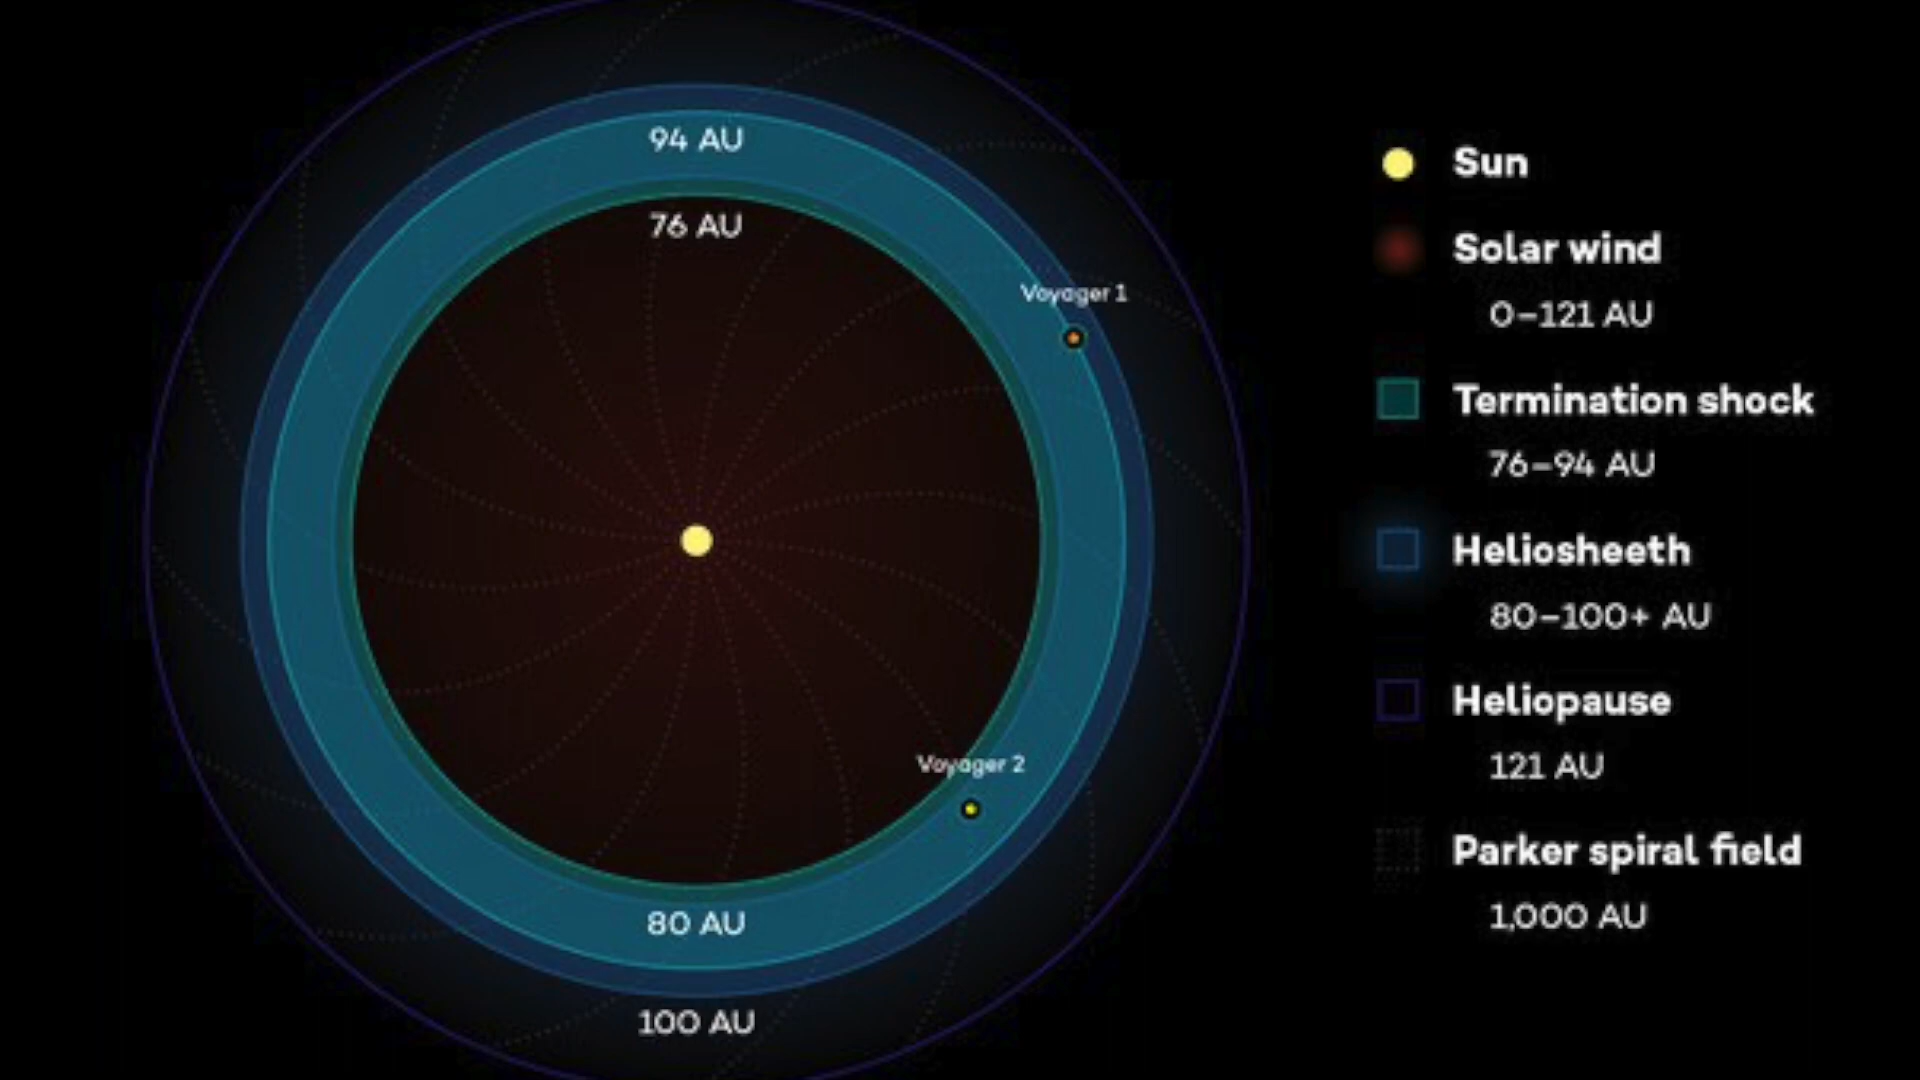 94 AU
76 AU
Voyager 1
Voyager 2
80 AU
100 AU
Sun
Solar wind
0–121 AU
Termination shock
76–94 AU
Heliosheeth
80–100+ AU
Heliopause
121 AU
Parker spiral field
1,000 AU